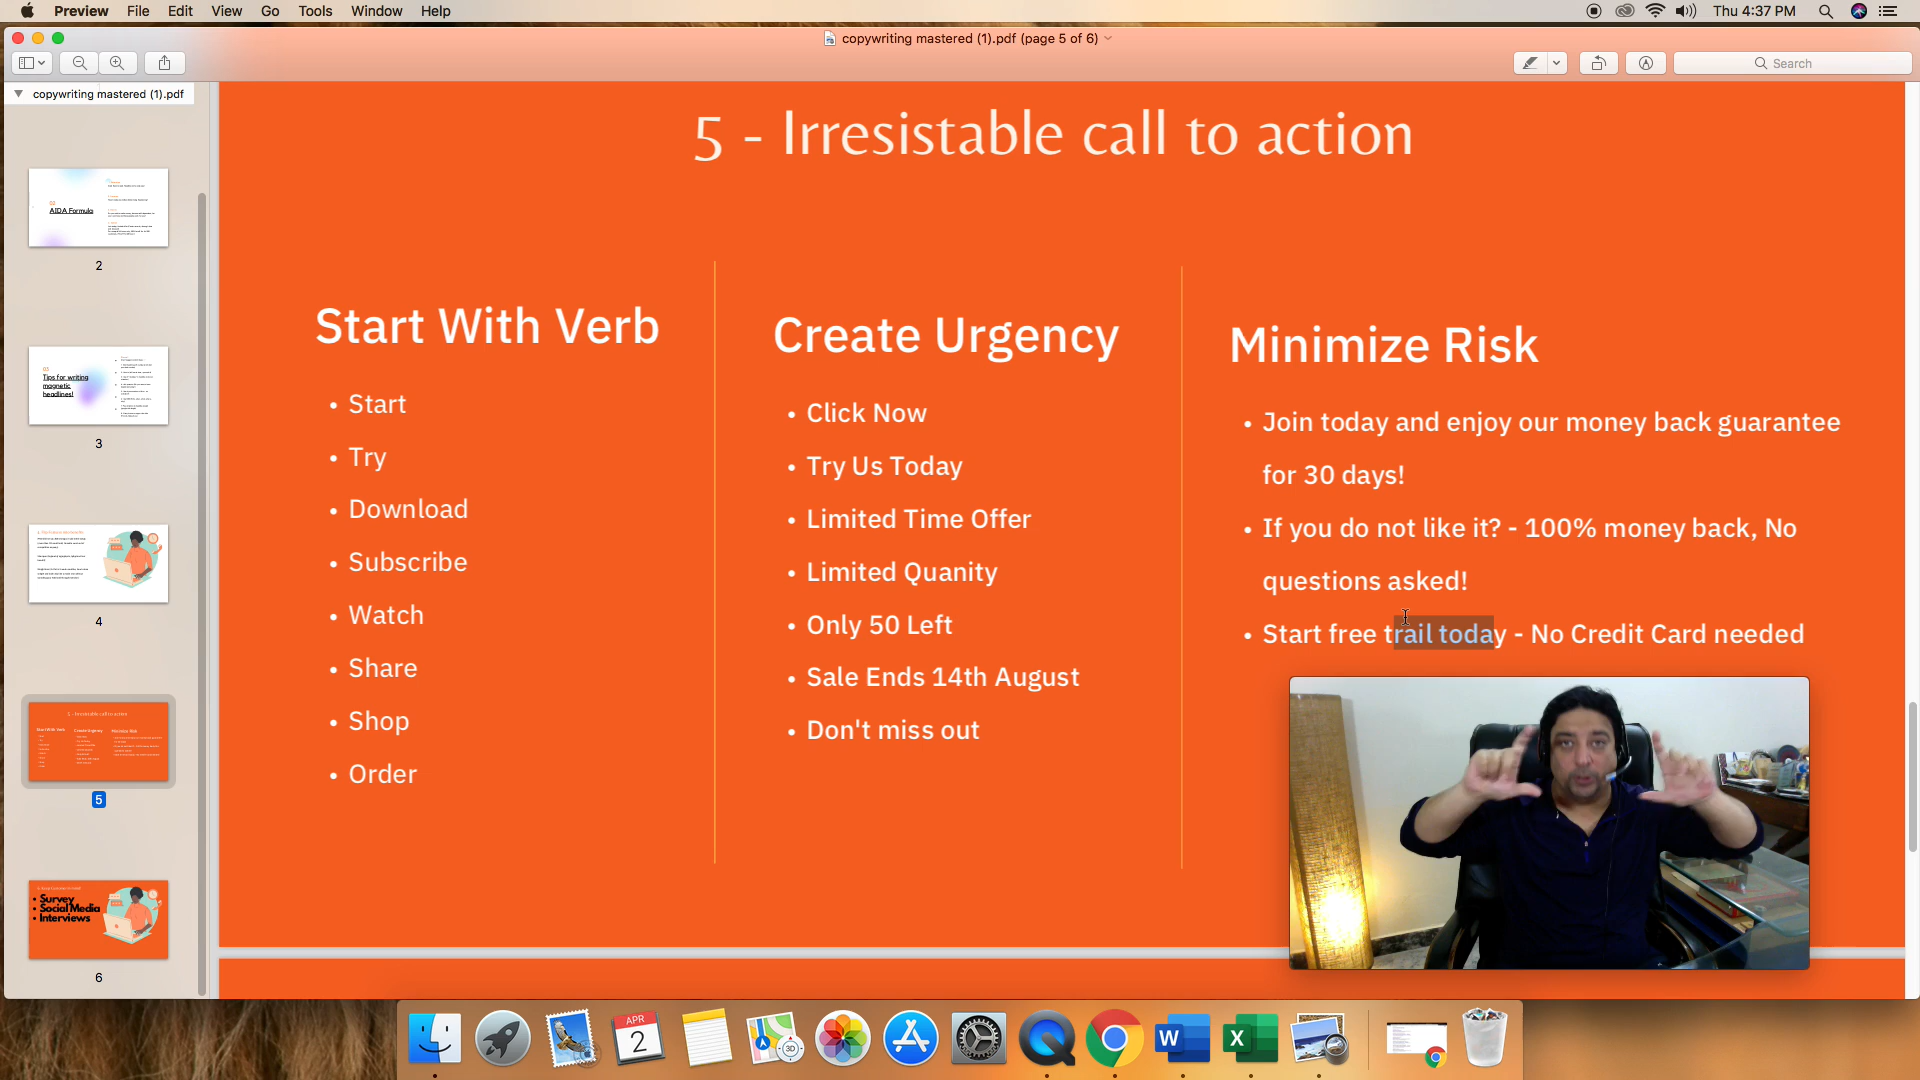 Preview File Edit View Go Tools Window Help
Thu 4:37 PM
copywriting mastered (1).pdf (page 5 of 6)
Search
copywriting mastered (1).pdf
AIDA Formula
2
Tips for writing
magnetic
headlines!
3
4
5
Survey
Social Media
Interviews
6
5 - Irresistable call to action
Start With Verb
• Start
• Try
• Download
• Subscribe
• Watch
• Share
• Shop
• Order
Create Urgency
• Click Now
• Try Us Today
• Limited Time Offer
• Limited Quanity
• Only 50 Left
• Sale Ends 14th August
• Don't miss out
Minimize Risk
• Join today and enjoy our money back guarantee
for 30 days!
• If you do not like it? - 100% money back, No
questions asked!
• Start free trail today - No Credit Card needed
APR
2
3D
W
X